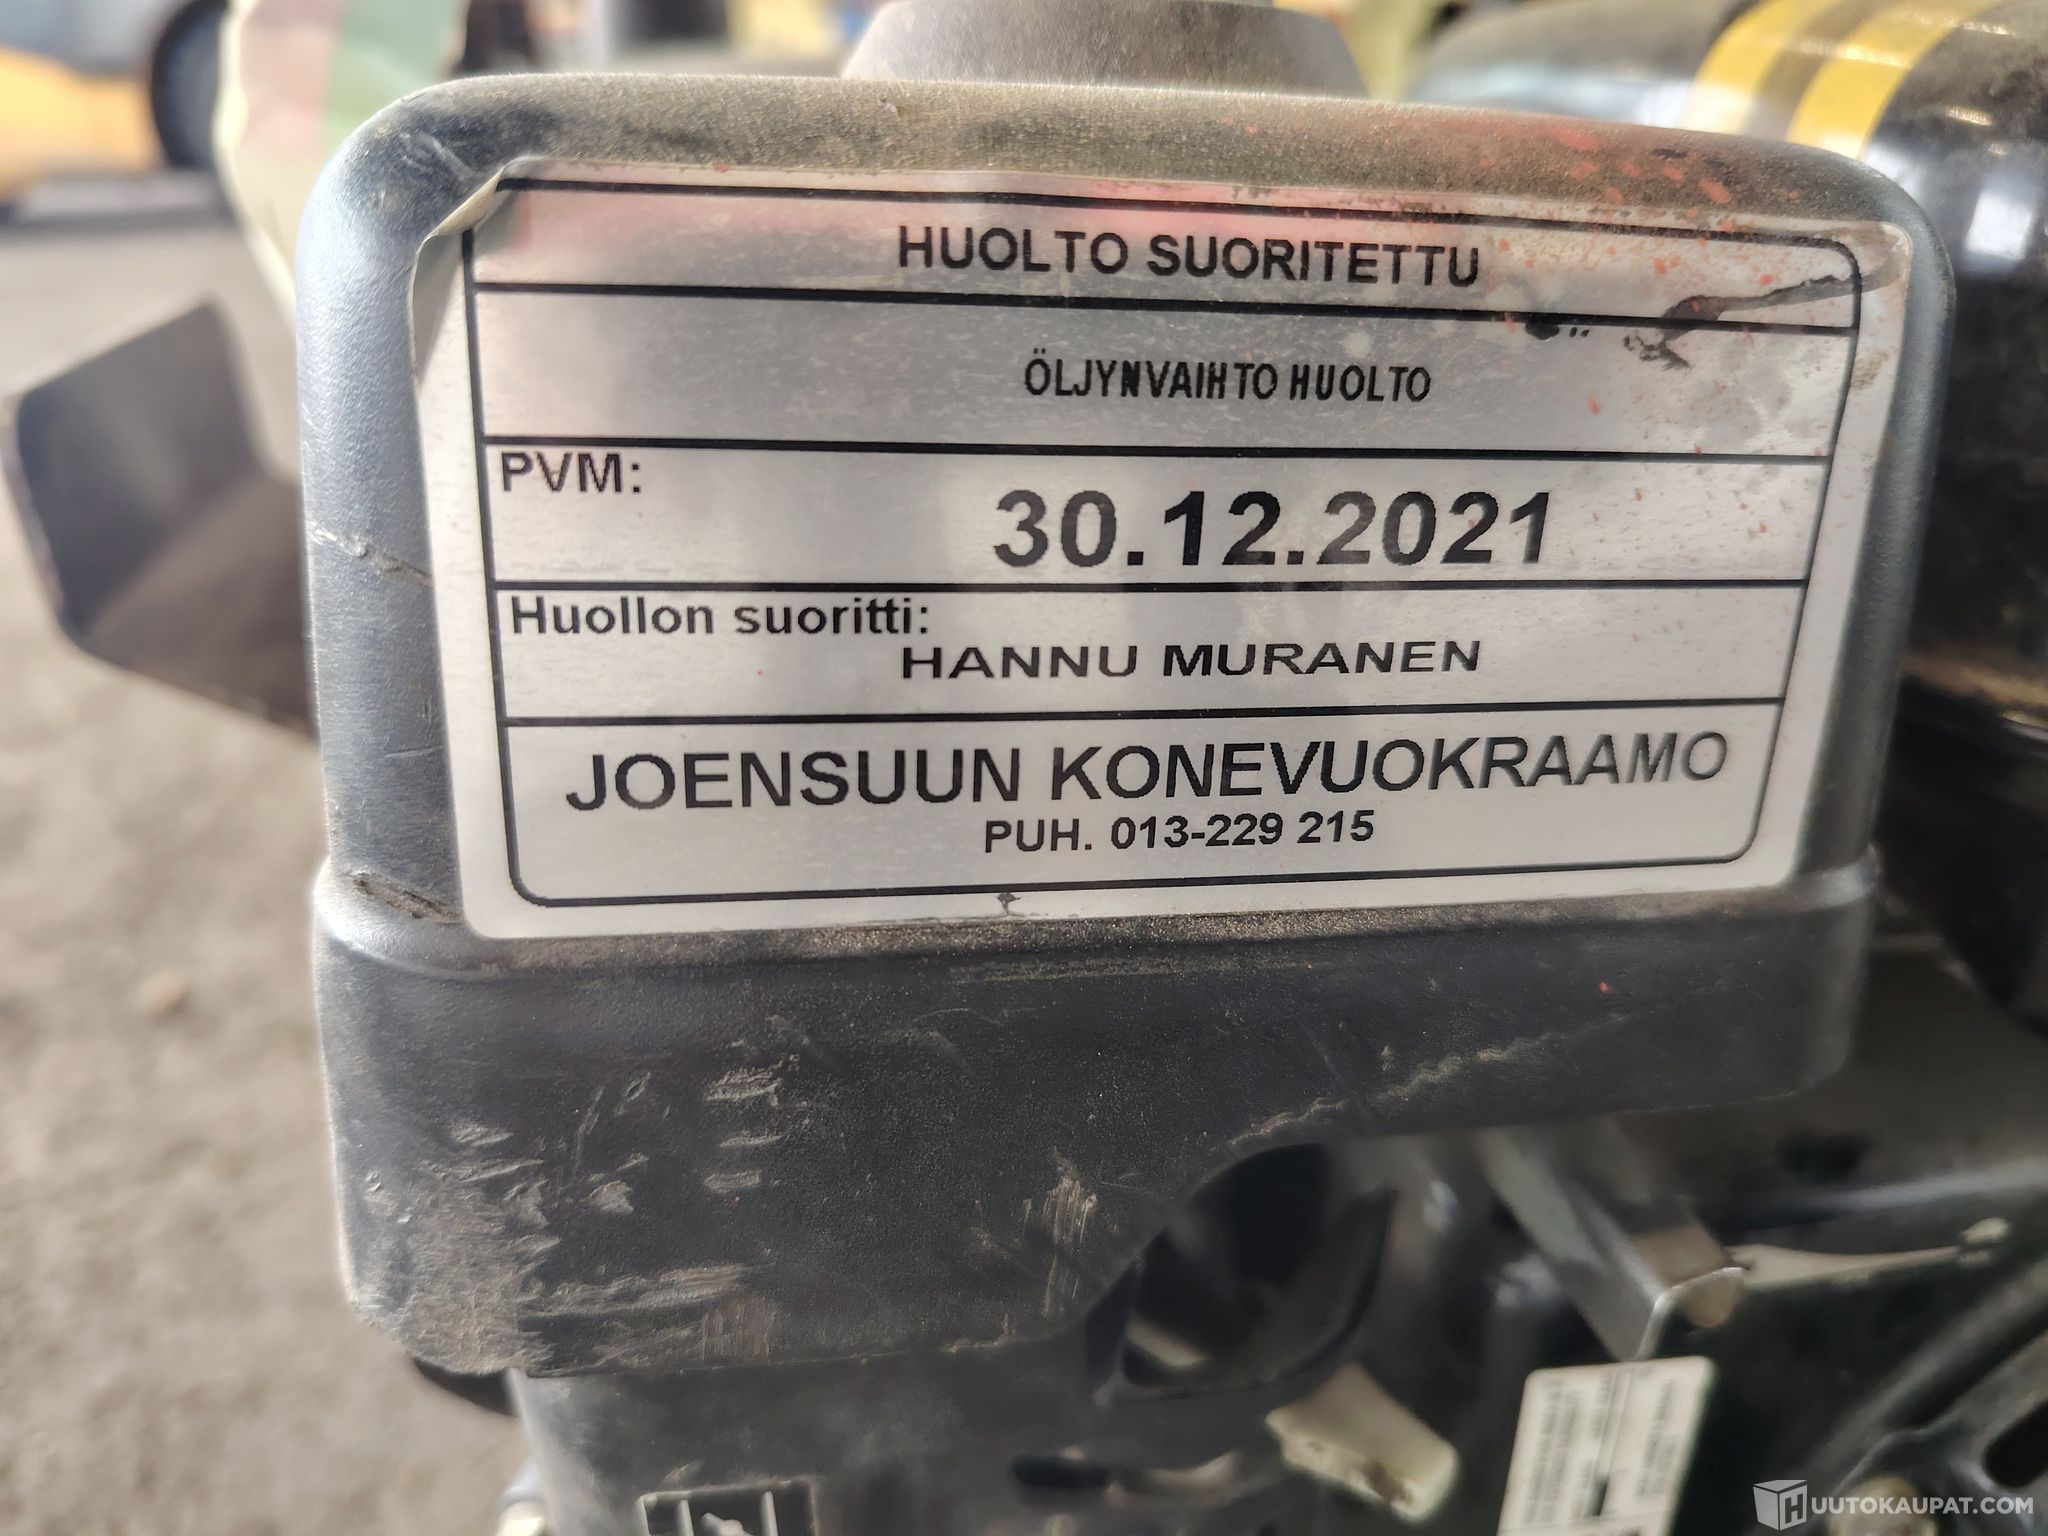 HUOLTO SUORITETTU
ÖLJYNVAIHTO HUOLTO
PVM:
30.12.2021
Huollon suoritti:
HANNU MURANEN
JOENSUUN KONEVUOKRAAMO
PUH. 013-229 215
HUUTOKAUPAT.COM